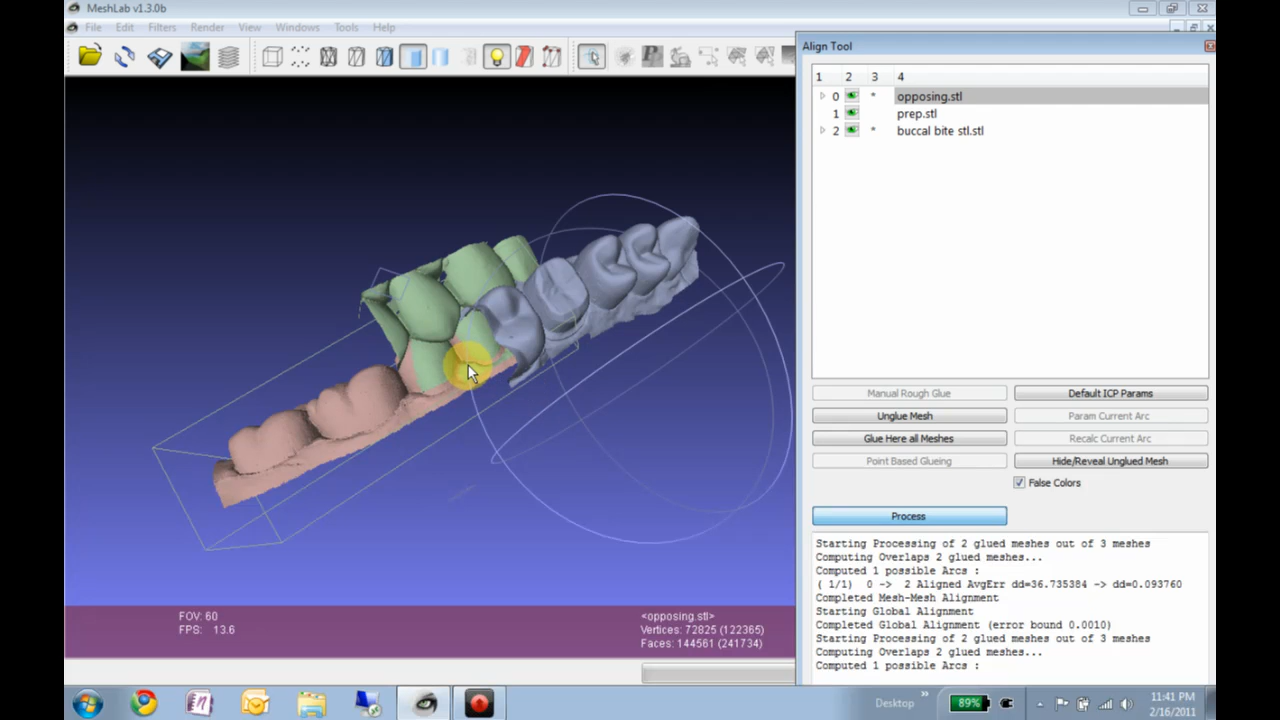 MeshLab v1.3.0b
File Edit Filters Render View Windows Tools Help
Align Tool
1 2 3 4
0 * opposing.stl
1 prep.stl
2 * buccal bite stl.stl
Manual Rough Glue Default ICP Params
Unglue Mesh Param Current Arc
Glue Here all Meshes Recalc Current Arc
Point Based Glueing Hide/Reveal Unglued Mesh
False Colors
Process
Starting Processing of 2 glued meshes out of 3 meshes
Computing Overlaps 2 glued meshes...
Computed 1 possible Arcs :
( 1/1) 0 -> 2 Aligned AvgErr dd=36.735384 -> dd=0.093760
Completed Mesh-Mesh Alignment
Starting Global Alignment
Completed Global Alignment (error bound 0.0010)
Starting Processing of 2 glued meshes out of 3 meshes
Computing Overlaps 2 glued meshes...
Computed 1 possible Arcs :
FOV: 60
FPS: 13.6
<opposing.stl>
Vertices: 72825 (122365)
Faces: 144561 (241734)
Desktop
»
89%
11:41 PM
2/16/2011